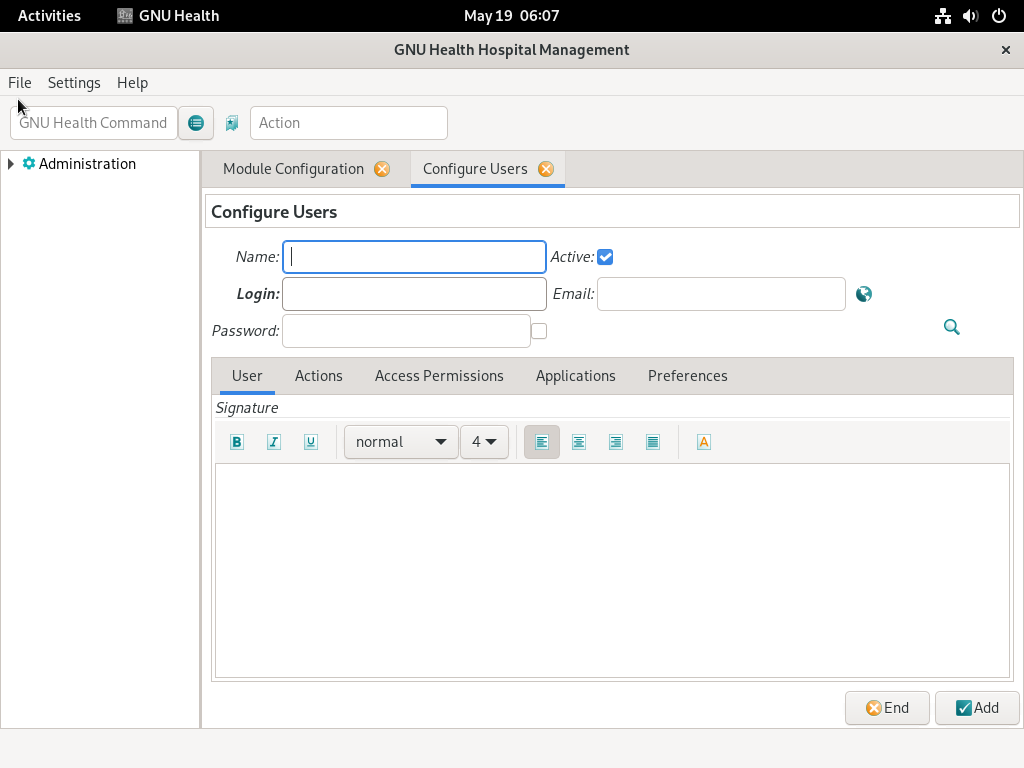 Activities GNU Health May 19 06:07
GNU Health Hospital Management
File Settings Help
GNU Health Command Action
Administration
Module Configuration Configure Users
Configure Users
Name: Active:
Login: Email:
Password:
User Actions Access Permissions Applications Preferences
Signature
B I U normal 4 A
End Add